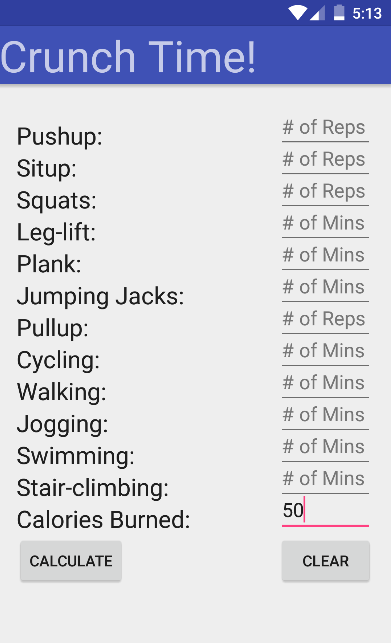 5:13
Crunch Time!
Pushup: # of Reps
Situp: # of Reps
Squats: # of Reps
Leg-lift: # of Mins
Plank: # of Mins
Jumping Jacks: # of Mins
Pullup: # of Reps
Cycling: # of Mins
Walking: # of Mins
Jogging: # of Mins
Swimming: # of Mins
Stair-climbing: # of Mins
Calories Burned: 50
CALCULATE CLEAR